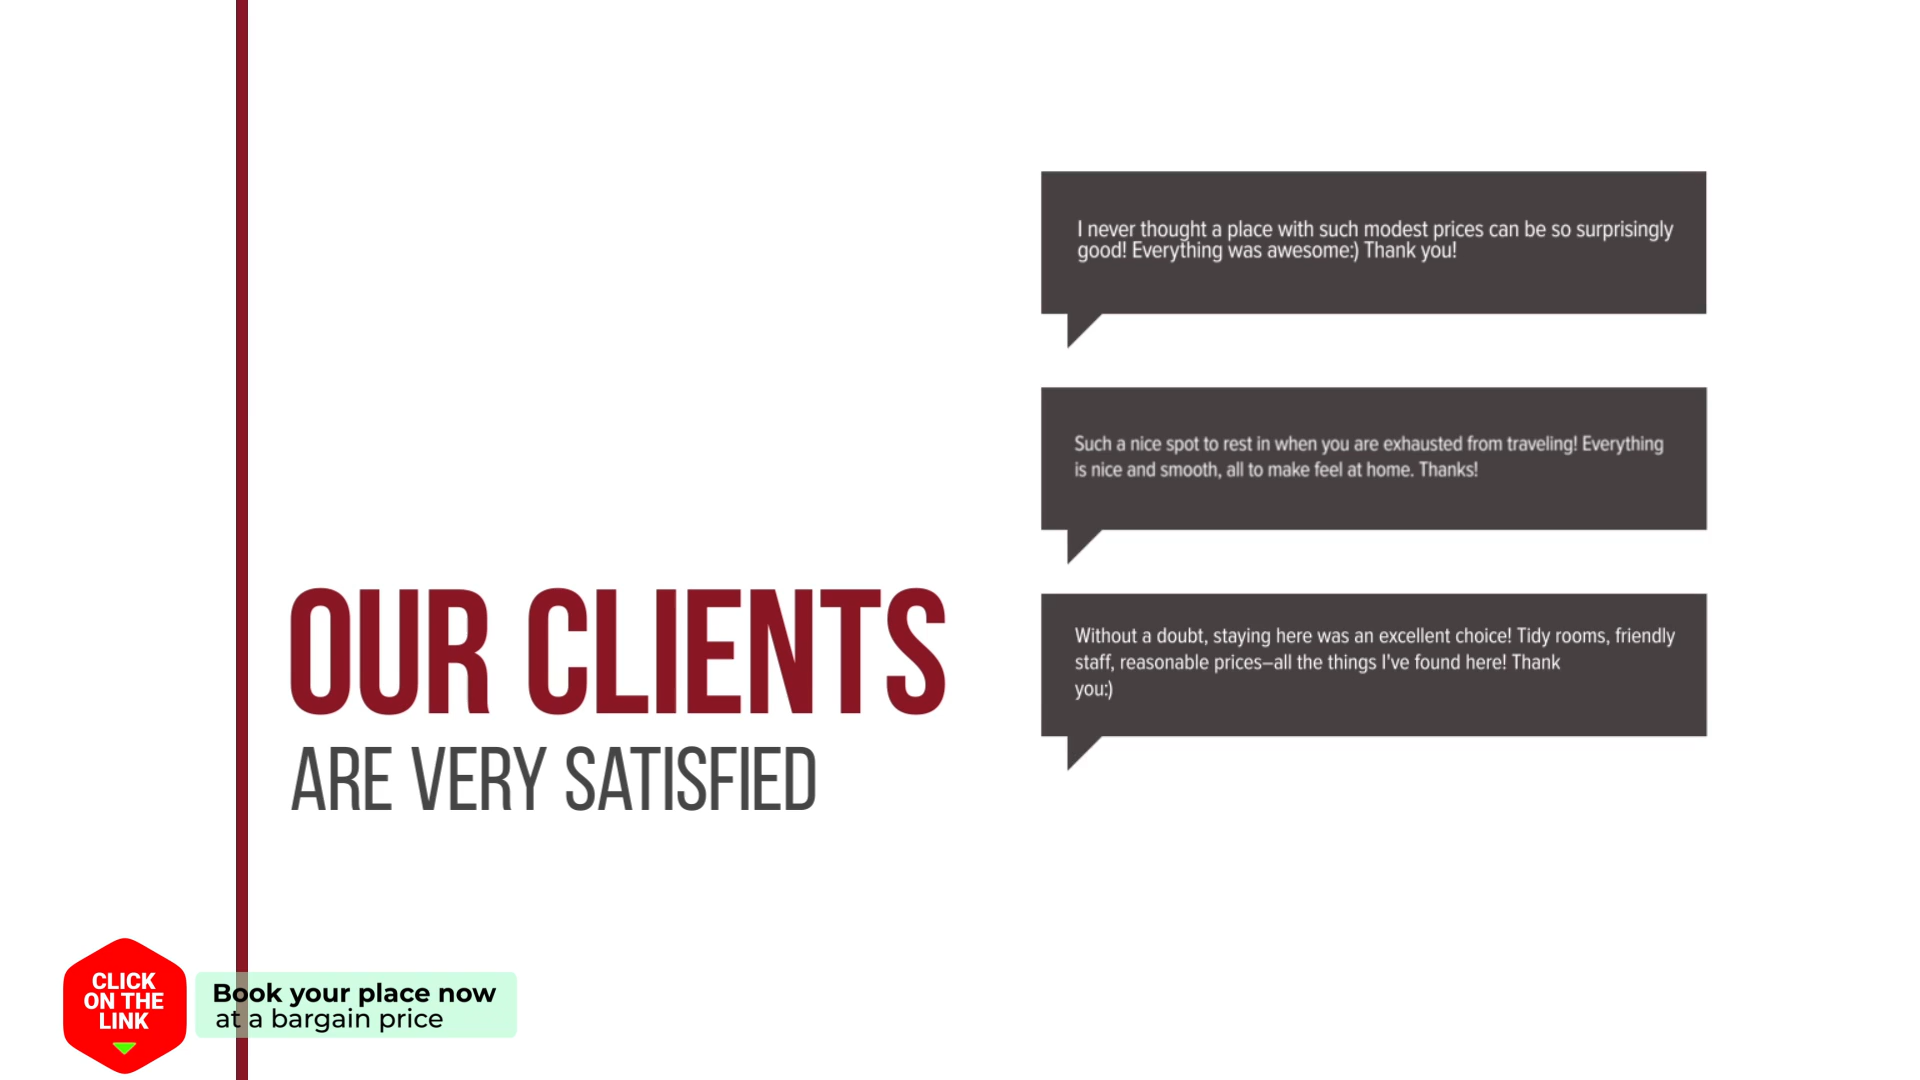 I never thought a place with such modest prices can be so surprisingly
good! Everything was awesome:) Thank you!
Such a nice spot to rest in when you are exhausted from traveling! Everything
is nice and smooth, all to make feel at home. Thanks!
Without a doubt, staying here was an excellent choice! Tidy rooms, friendly
staff, reasonable prices–all the things I've found here! Thank
you:)
OUR CLIENTS
ARE VERY SATISFIED
CLICK
ON THE
LINK
Book your place now
at a bargain price